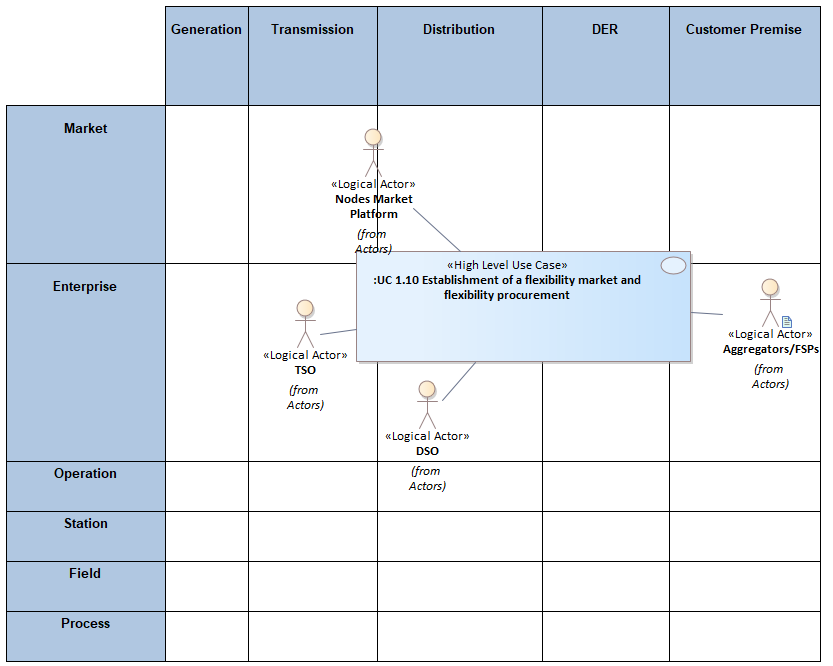 Generation
Transmission
Distribution
DER
Customer Premise
Market
«Logical Actor»
Nodes Market
Platform
(from
Actors)
Enterprise
«High Level Use Case»
:UC 1.10 Establishment of a flexibility market and
flexibility procurement
«Logical Actor»
TSO
(from
Actors)
«Logical Actor»
Aggregators/FSPs
(from
Actors)
«Logical Actor»
DSO
(from
Actors)
Operation
Station
Field
Process